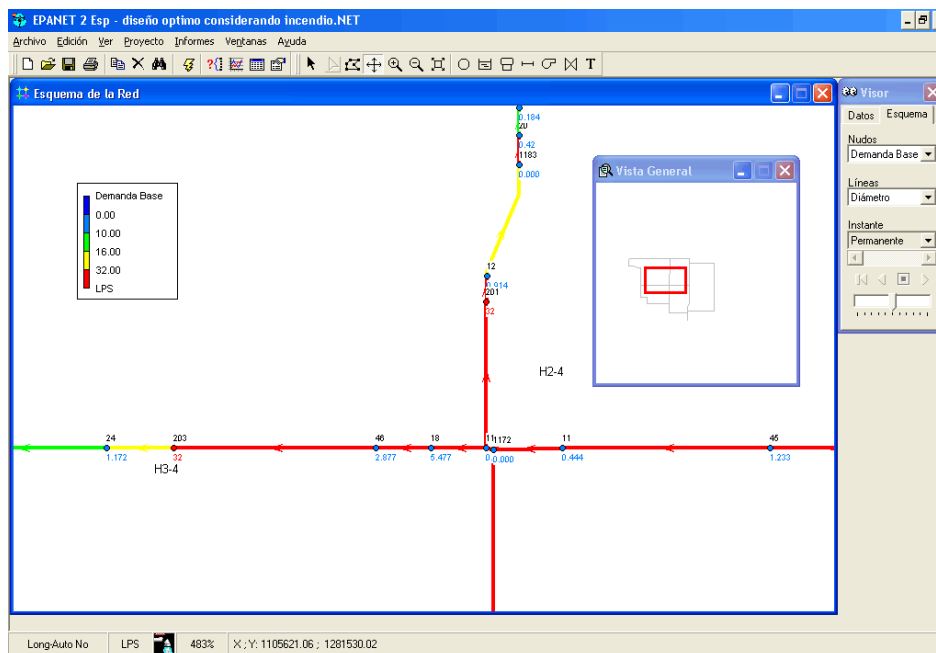 EPANET 2 Esp - diseño optimo considerando incendio.NET
Archivo Edición Ver Proyecto Informes Ventanas Ayuda
T
Esquema de la Red
Visor
Datos Esquema
Nudos
Demanda Base
Líneas
Diámetro
Instante
Permanente
Vista General
Demanda Base
0.00
10.00
16.00
32.00
LPS
0.184
0.42
1183
0.000
12
0.914
201
32
H2-4
24
203
46
18
11
1172
11
45
1.172
32
2.877
5.477
0.000
0.444
1.233
H3-4
Long-Auto No LPS 483% X ; Y: 1105621.06 ; 1281530.02